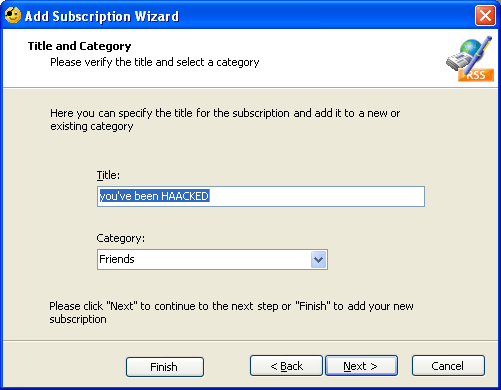 Add Subscription Wizard
Title and Category
Please verify the title and select a category
RSS
Here you can specify the title for the subscription and add it to a new or
existing category
Title:
you've been HAACKED
Category:
Friends
Please click "Next" to continue to the next step or "Finish" to add your new
subscription
Finish
< Back
Next >
Cancel